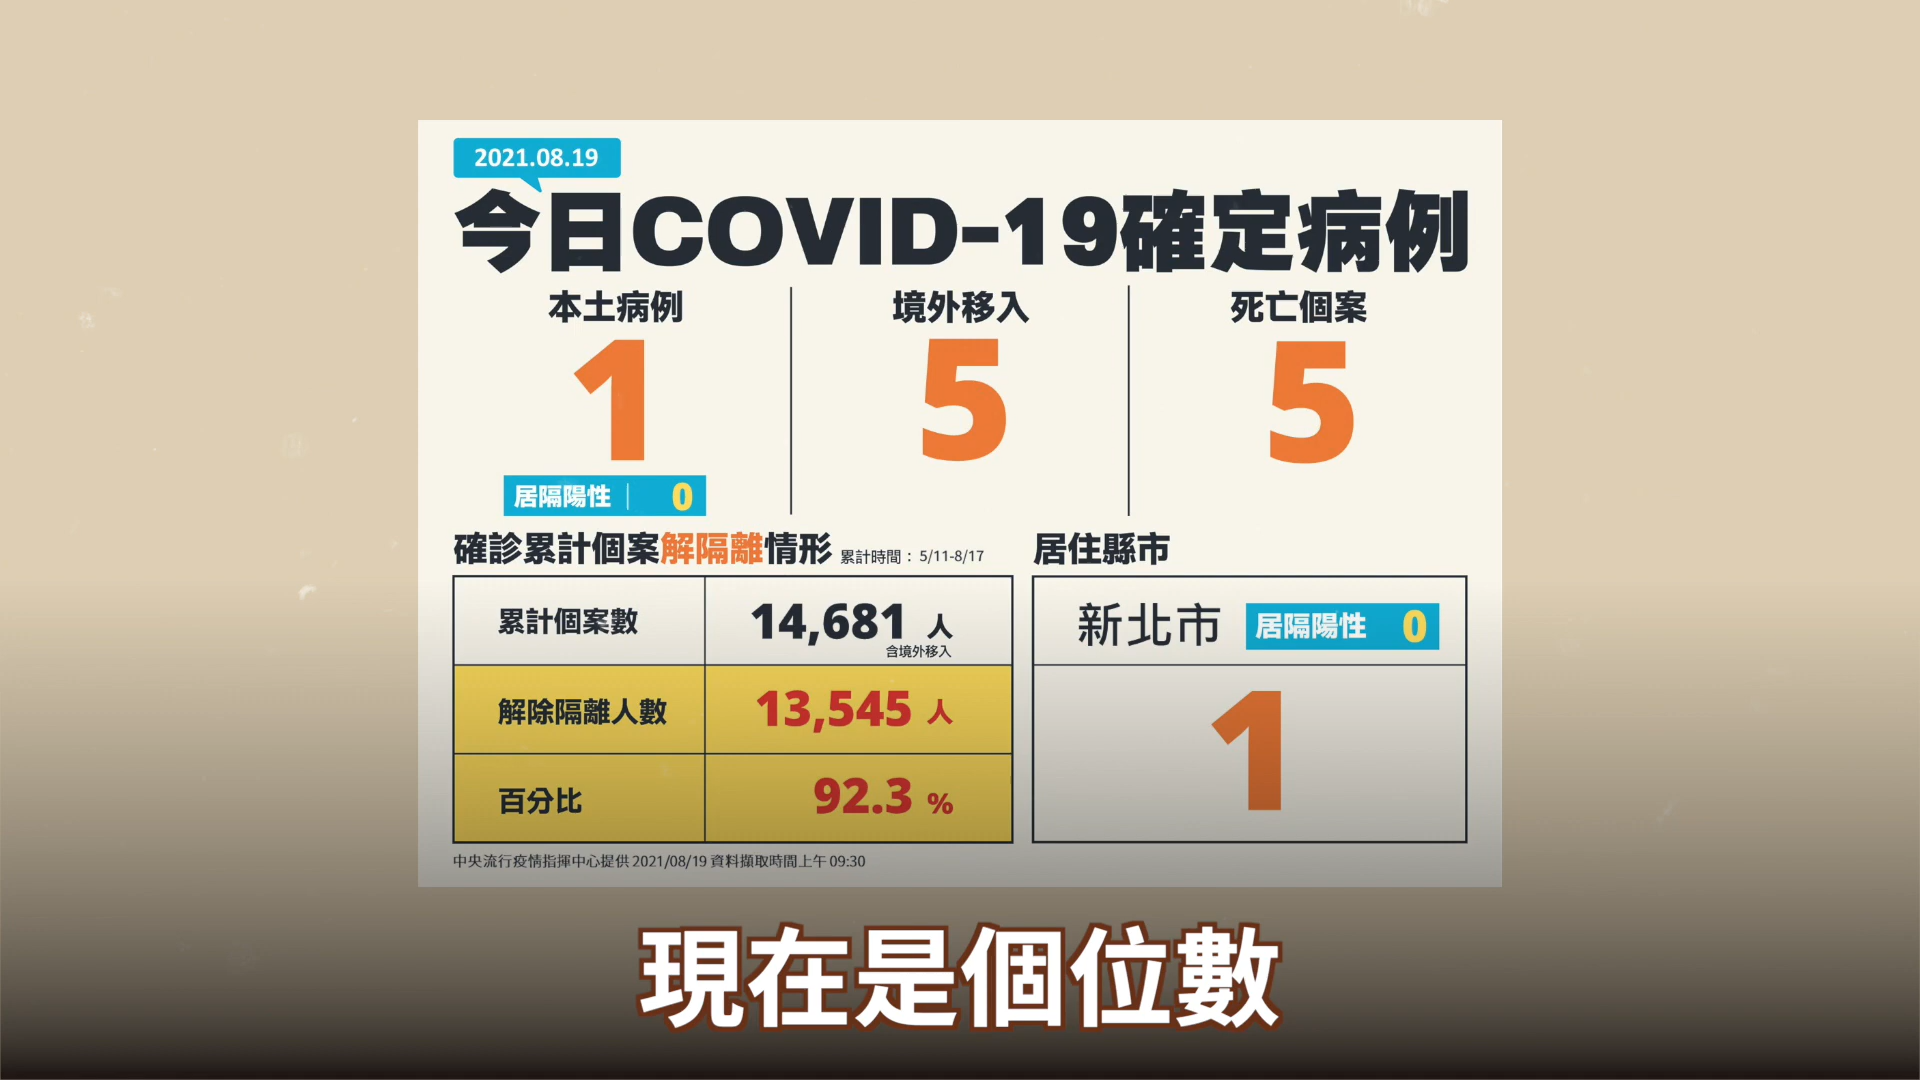 2021.08.19
今日COVID-19確定病例
本土病例
1
居隔陽性 0
境外移入
5
死亡個案
5
確診累計個案解隔離情形 累計時間：5/11-8/17
累計個案數 14,681 人
含境外移入
解除隔離人數 13,545 人
百分比 92.3 %
居住縣市
新北市 居隔陽性 0
1
中央流行疫情指揮中心提供 2021/08/19 資料擷取時間上午 09:30
現在是個位數